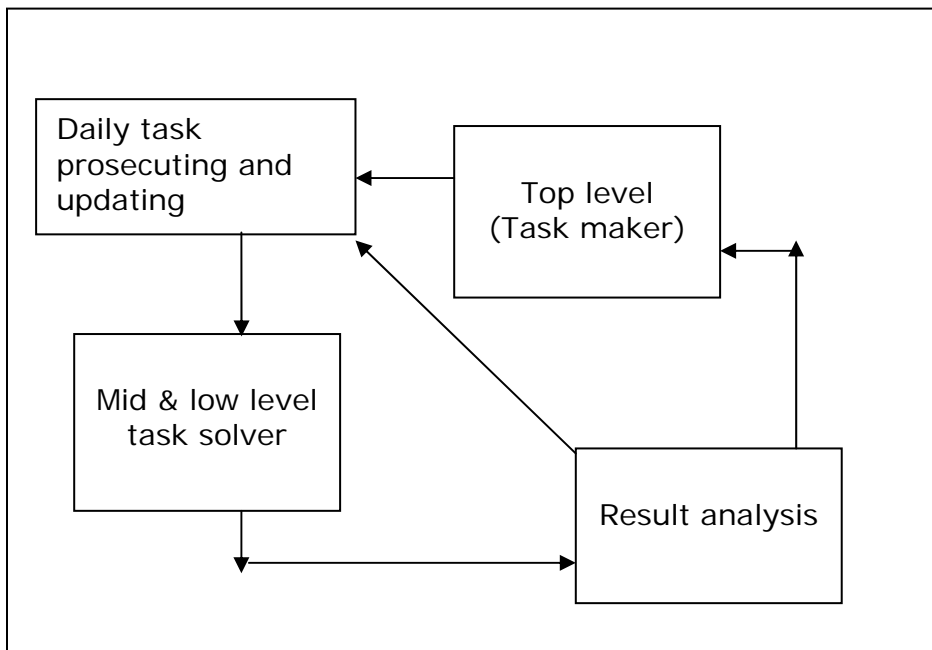 Daily task
prosecuting and
updating
Top level
(Task maker)
Mid & low level
task solver
Result analysis